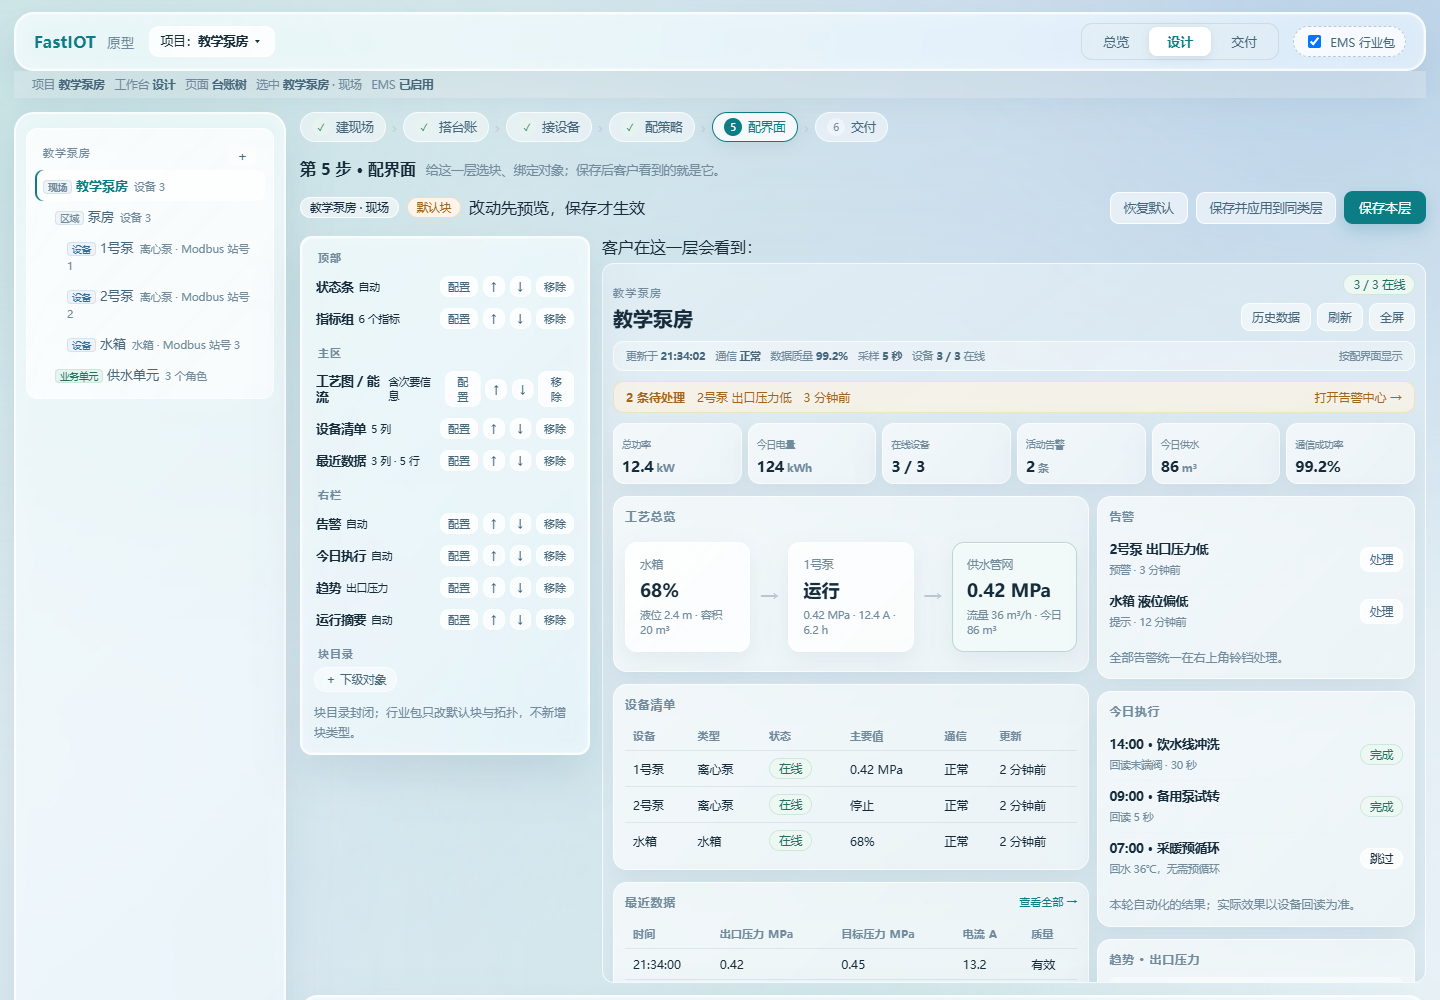 FastIOT 原型 项目：教学泵房 ▾ 总览 设计 交付 EMS 行业包
项目 教学泵房 工作台 设计 页面 台账树 选中 教学泵房 · 现场 EMS 已启用
教学泵房 +
现场 教学泵房 设备 3
区域 泵房 设备 3
设备 1号泵 离心泵 · Modbus 站号
1
设备 2号泵 离心泵 · Modbus 站号
2
设备 水箱 水箱 · Modbus 站号 3
业务单元 供水单元 3 个角色
✓ 建现场 › ✓ 搭台账 › ✓ 接设备 › ✓ 配策略 › 5 配界面 › 6 交付
第 5 步 • 配界面 给这一层选块、绑定对象；保存后客户看到的就是它。
教学泵房 · 现场 默认块 改动先预览，保存才生效 恢复默认 保存并应用到同类层 保存本层
顶部
状态条 自动 配置 ↑ ↓ 移除
指标组 6 个指标 配置 ↑ ↓ 移除
主区
工艺图 / 能流 含次要信息 配置 ↑ ↓ 移除
设备清单 5 列 配置 ↑ ↓ 移除
最近数据 3 列 · 5 行 配置 ↑ ↓ 移除
右栏
告警 自动 配置 ↑ ↓ 移除
今日执行 自动 配置 ↑ ↓ 移除
趋势 出口压力 配置 ↑ ↓ 移除
运行摘要 自动 配置 ↑ ↓ 移除
块目录
+ 下级对象
块目录封闭；行业包只改默认块与拓扑，不新增
块类型。
客户在这一层会看到：
3 / 3 在线
教学泵房
教学泵房 历史数据 刷新 全屏
更新于 21:34:02 通信 正常 数据质量 99.2% 采样 5 秒 设备 3 / 3 在线 按配界面显示
2 条待处理 2号泵 出口压力低 3 分钟前 打开告警中心 →
总功率 今日电量 在线设备 活动告警 今日供水 通信成功率
12.4 kW 124 kWh 3 / 3 2 条 86 m³ 99.2%
工艺总览
水箱 1号泵 供水管网
68% → 运行 → 0.42 MPa
液位 2.4 m · 容积 0.42 MPa · 12.4 A · 流量 36 m³/h · 今日
20 m³ 6.2 h 86 m³
设备清单
设备 类型 状态 主要值 通信 更新
1号泵 离心泵 在线 0.42 MPa 正常 2 分钟前
2号泵 离心泵 在线 停止 正常 2 分钟前
水箱 水箱 在线 68% 正常 2 分钟前
最近数据 查看全部 →
时间 出口压力 MPa 目标压力 MPa 电流 A 质量
21:34:00 0.42 0.45 13.2 有效
告警
2号泵 出口压力低 处理
预警 · 3 分钟前
水箱 液位偏低 处理
提示 · 12 分钟前
全部告警统一在右上角铃铛处理。
今日执行
14:00 • 饮水线冲洗 完成
回读末端阀 · 30 秒
09:00 • 备用泵试转 完成
回读 5 秒
07:00 • 采暖预循环 跳过
回水 36℃，无需预循环
本轮自动化的结果；实际效果以设备回读为准。
趋势 • 出口压力